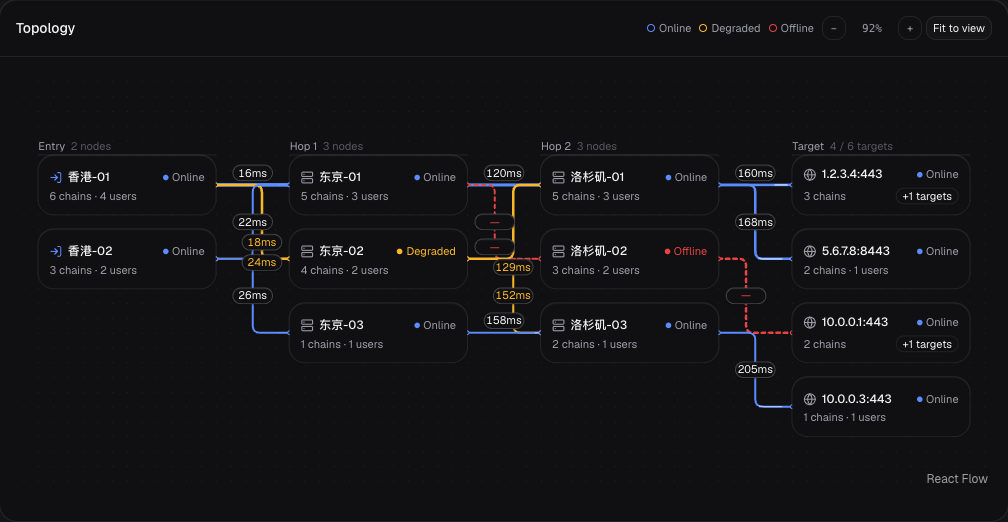 Topology
Online Degraded Offline − 92% + Fit to view
Entry 2 nodes
香港-01 Online
6 chains · 4 users
香港-02 Online
3 chains · 2 users
16ms
22ms
18ms
24ms
26ms
Hop 1 3 nodes
东京-01 Online
5 chains · 3 users
东京-02 Degraded
4 chains · 2 users
东京-03 Online
1 chains · 1 users
120ms
—
—
129ms
152ms
158ms
Hop 2 3 nodes
洛杉矶-01 Online
5 chains · 3 users
洛杉矶-02 Offline
3 chains · 2 users
洛杉矶-03 Online
2 chains · 1 users
160ms
168ms
—
205ms
Target 4 / 6 targets
1.2.3.4:443 Online
3 chains +1 targets
5.6.7.8:8443 Online
2 chains · 1 users
10.0.0.1:443 Online
2 chains +1 targets
10.0.0.3:443 Online
1 chains · 1 users
React Flow